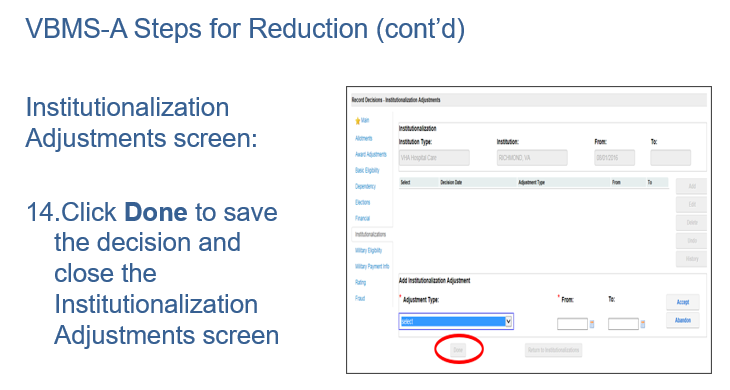 VBMS-A Steps for Reduction (cont’d)
Institutionalization
Adjustments screen:
14.Click Done to save
the decision and
close the
Institutionalization
Adjustments screen
Record Decisions - Institutionalization Adjustments
Main
Allotments
Award Adjustments
Base Eligibility
Dependency
Elections
Financial
Institutionalizations
Military Eligibility
Military Payment Info
Rating
Fraud
Institutionalization
Institution Type: Institution: From: To:
VHA Hospital Care RICHMOND, VA 06/01/2016
Select Decision Date Adjustment Type From To
Add
Edit
Delete
History
Add Institutionalization Adjustment
* Adjustment Type: * From: To:
select
Accept
Abandon
Done Return to Institutionalizations